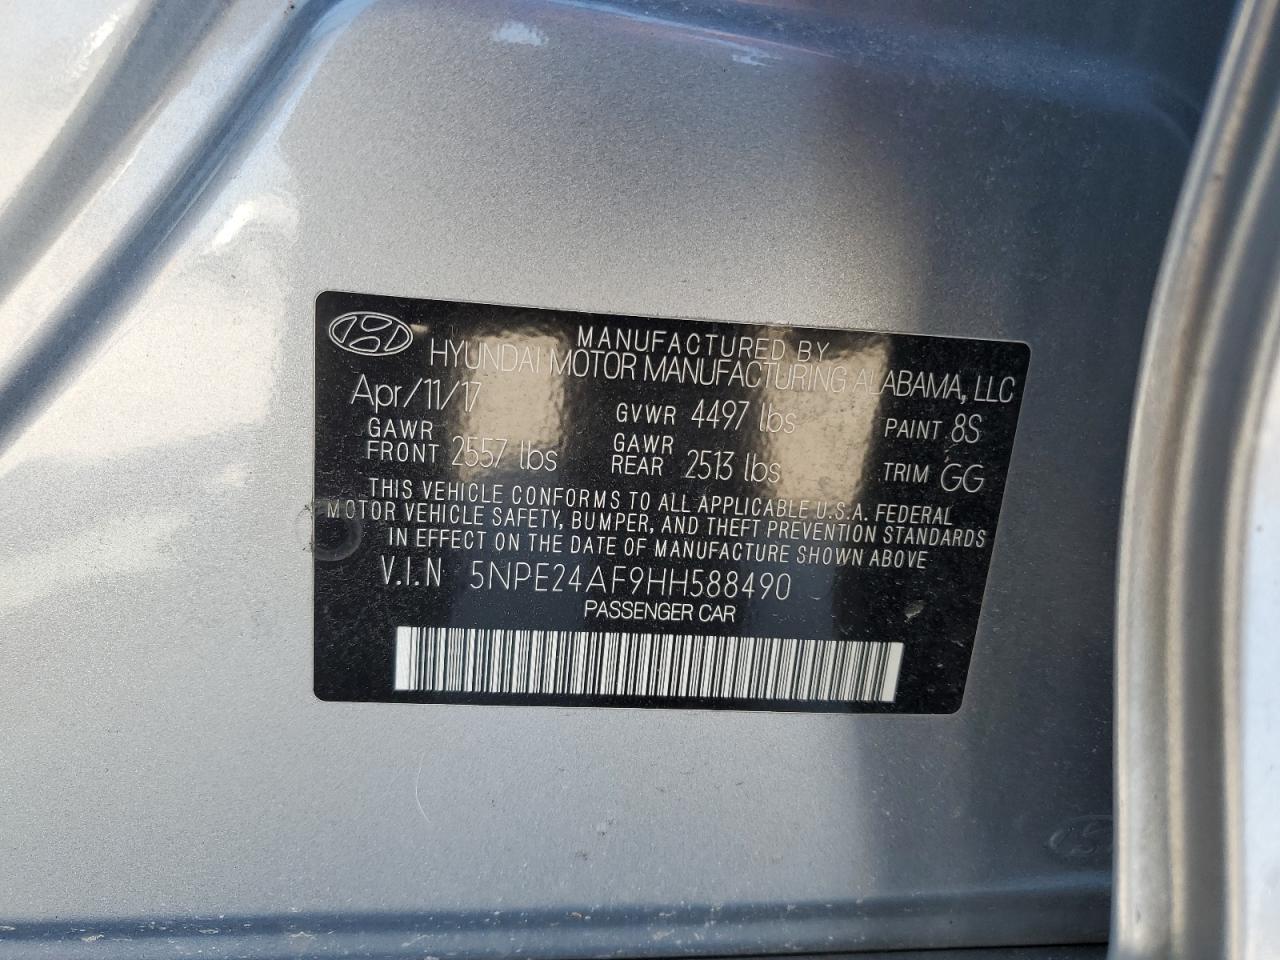 MANUFACTURED BY
HYUNDAI MOTOR MANUFACTURING ALABAMA, LLC
Apr/11/17 GVWR 4497 lbs PAINT 8S
GAWR FRONT 2557 lbs GAWR REAR 2513 lbs TRIM GG
THIS VEHICLE CONFORMS TO ALL APPLICABLE U.S.A. FEDERAL
MOTOR VEHICLE SAFETY, BUMPER, AND THEFT PREVENTION STANDARDS
IN EFFECT ON THE DATE OF MANUFACTURE SHOWN ABOVE
V.I.N 5NPE24AF9HH588490
PASSENGER CAR